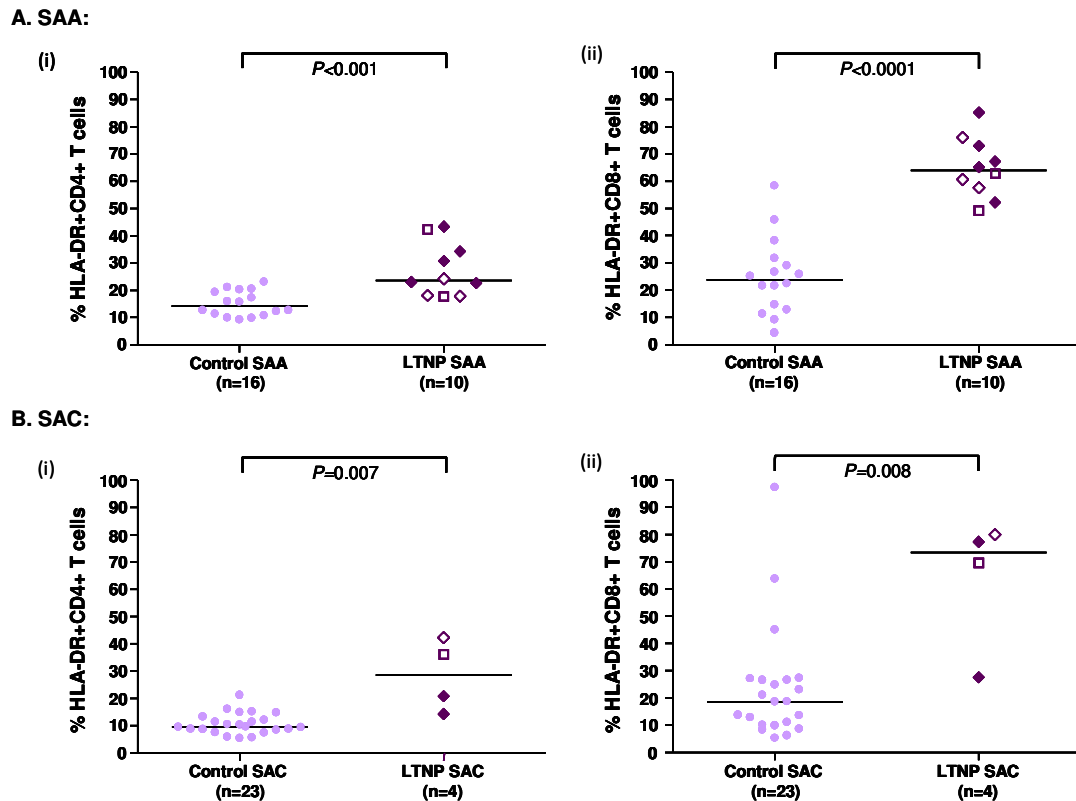 A. SAA:
(i)
P<0.001
% HLA-DR+CD4+ T cells
100
90
80
70
60
50
40
30
20
10
0
Control SAA
(n=16)
LTNP SAA
(n=10)
(ii)
P<0.0001
% HLA-DR+CD8+ T cells
100
90
80
70
60
50
40
30
20
10
0
Control SAA
(n=16)
LTNP SAA
(n=10)
B. SAC:
(i)
P=0.007
% HLA-DR+CD4+ T cells
100
90
80
70
60
50
40
30
20
10
0
Control SAC
(n=23)
LTNP SAC
(n=4)
(ii)
P=0.008
% HLA-DR+CD8+ T cells
100
90
80
70
60
50
40
30
20
10
0
Control SAC
(n=23)
LTNP SAC
(n=4)